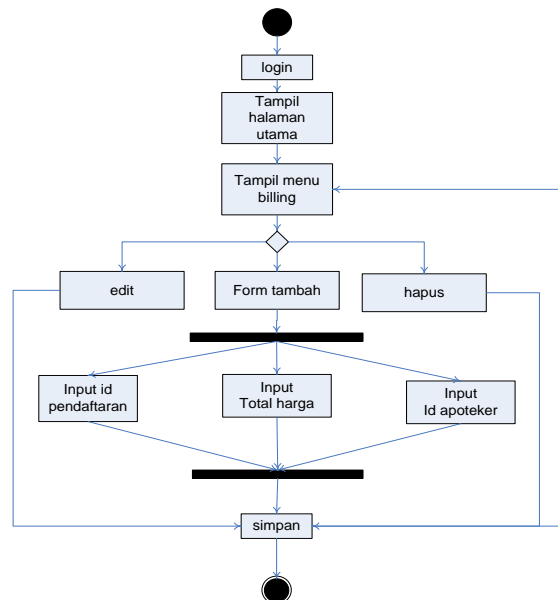 login
Tampil
halaman
utama
Tampil menu
billing
edit
Form tambah
hapus
Input id
pendaftaran
Input
Total harga
Input
Id apoteker
simpan